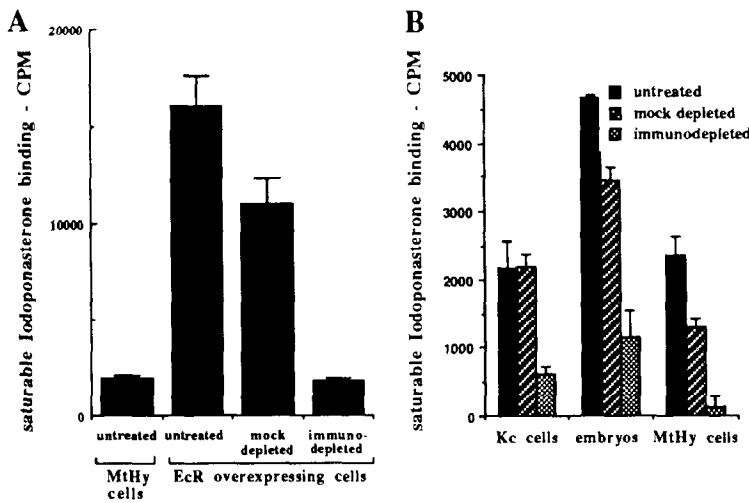 A
saturable Iodoponasterone binding - CPM
20000
10000
0
untreated
untreated
mock
depleted
immuno-
depleted
MtHy
cells
EcR overexpressing cells
B
saturable Iodoponasterone binding - CPM
5000
4000
3000
2000
1000
0
untreated
mock depleted
immunodepleted
Kc cells
embryos
MtHy cells